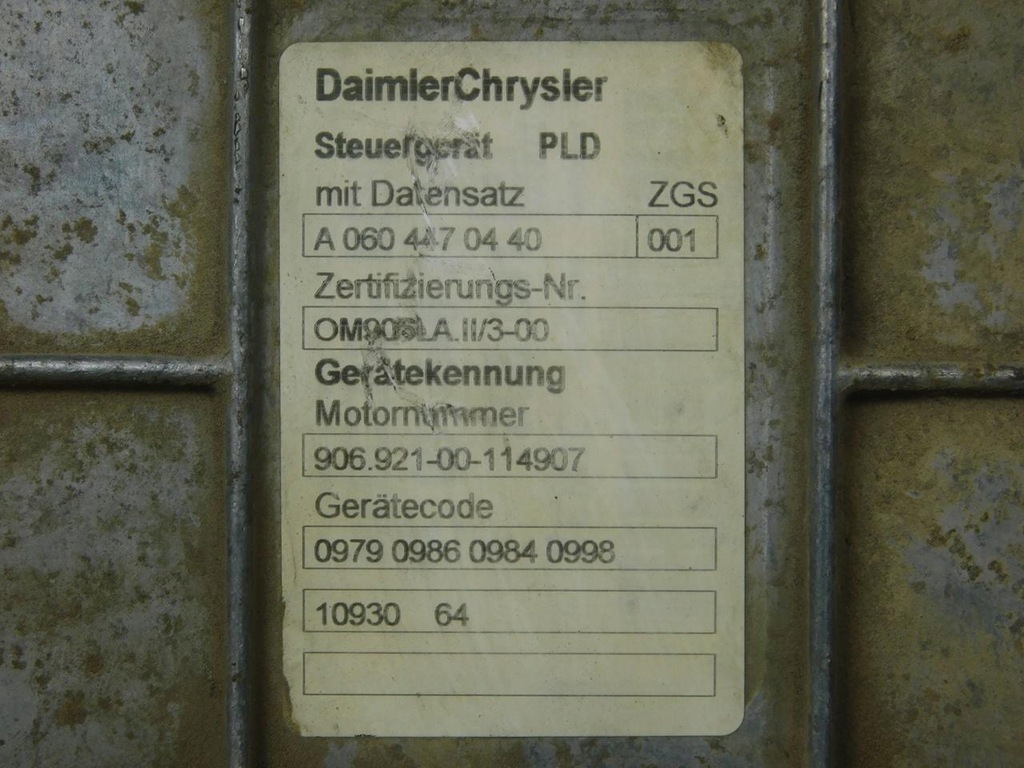 DaimlerChrysler
Steuergerät PLD
mit Datensatz ZGS
A 060 447 04 40 001
Zertifizierungs-Nr.
OM906LA.II/3-00
Gerätekennung
Motornummer
906.921-00-114907
Gerätecode
0979 0986 0984 0998
10930 64